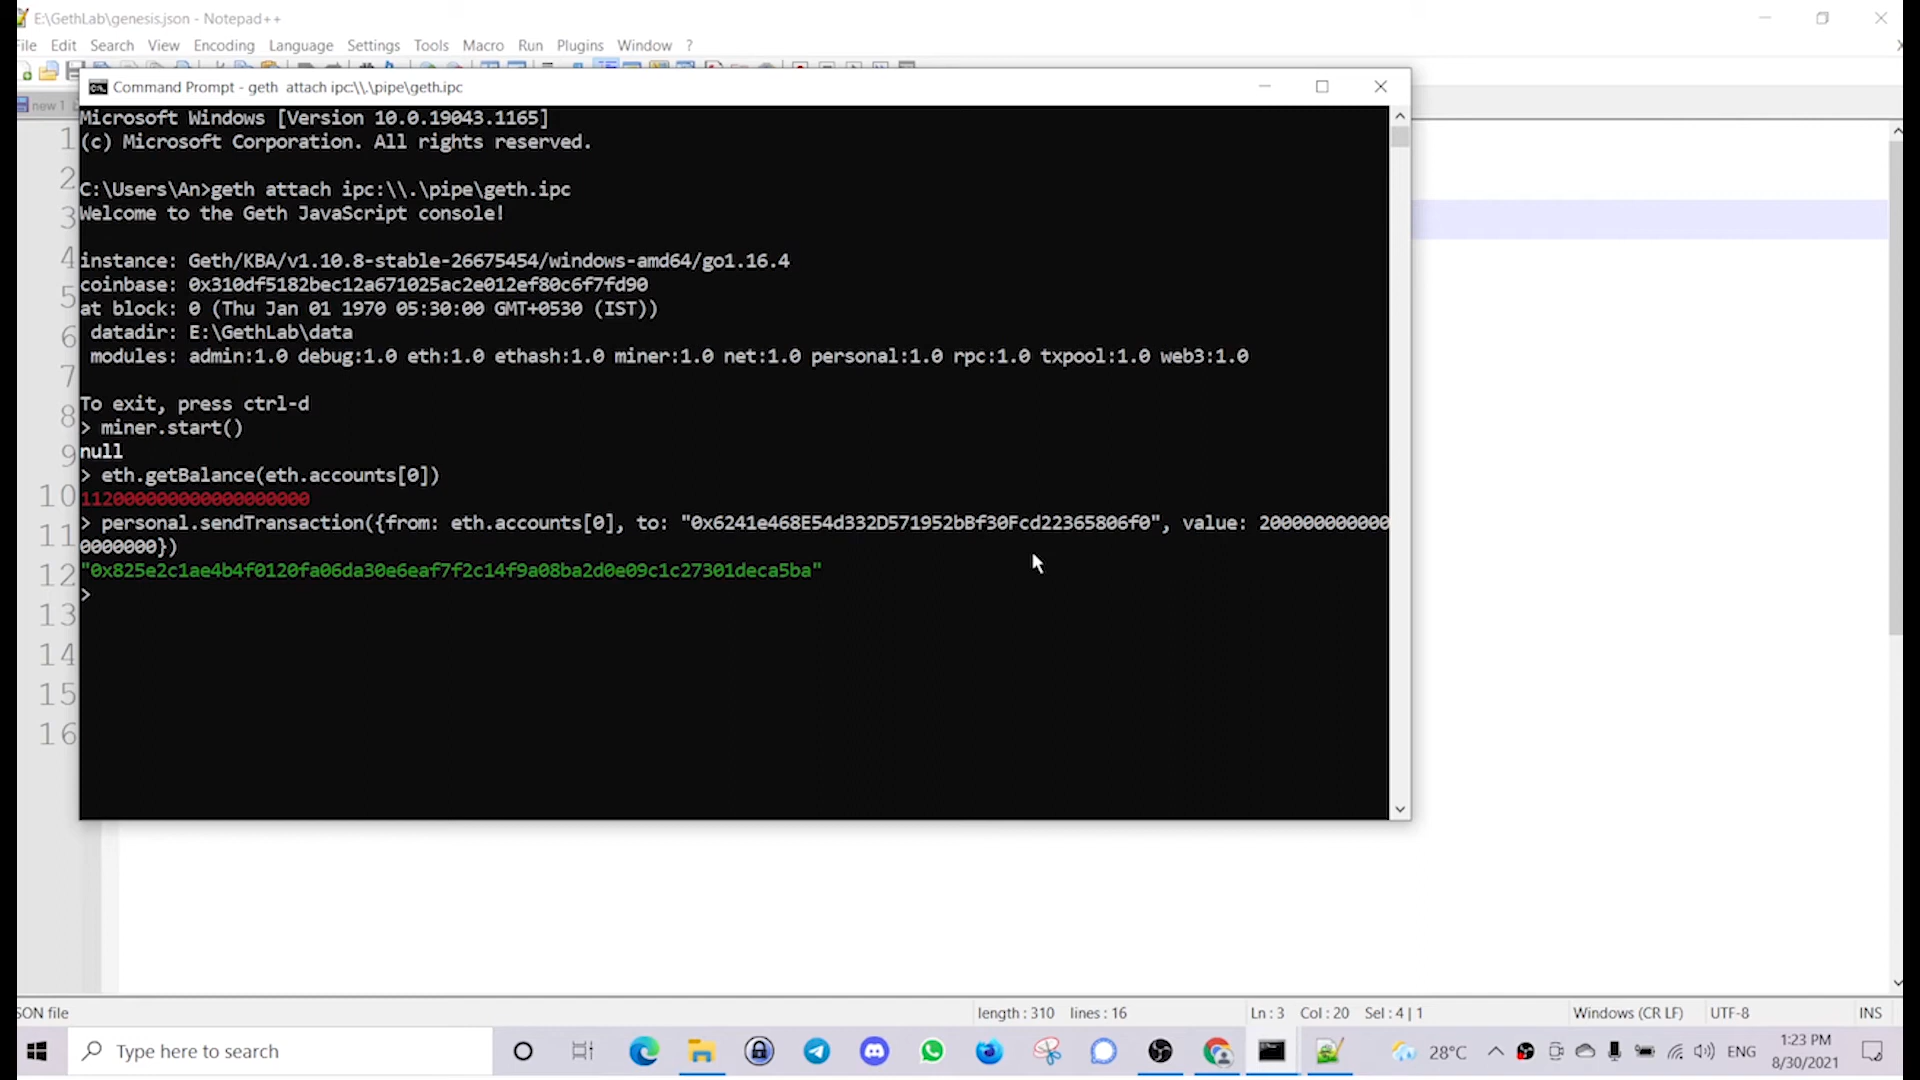 E:\GethLab\genesis.json - Notepad++
File Edit Search View Encoding Language Settings Tools Macro Run Plugins Window ?
Command Prompt - geth attach ipc:\\.\pipe\geth.ipc
new 1
Microsoft Windows [Version 10.0.19043.1165]
1
(c) Microsoft Corporation. All rights reserved.
2
C:\Users\An>geth attach ipc:\\.\pipe\geth.ipc
3
Welcome to the Geth JavaScript console!
4
instance: Geth/KBA/v1.10.8-stable-26675454/windows-amd64/go1.16.4
5
coinbase: 0x310df5182bec12a671025ac2e012ef80c6f7fd90
at block: 0 (Thu Jan 01 1970 05:30:00 GMT+0530 (IST))
6
datadir: E:\GethLab\data
modules: admin:1.0 debug:1.0 eth:1.0 ethash:1.0 miner:1.0 net:1.0 personal:1.0 rpc:1.0 txpool:1.0 web3:1.0
7
To exit, press ctrl-d
8
> miner.start()
9
null
> eth.getBalance(eth.accounts[0])
10
112000000000000000000
11
> personal.sendTransaction({from: eth.accounts[0], to: "0x6241e468E54d332D571952bBf30Fcd22365806f0", value: 200000000000
0000000})
12
"0x825e2c1ae4b4f0120fa06da30e6eaf7f2c14f9a08ba2d0e09c1c27301deca5ba"
>
13
14
15
16
SON file
length : 310 lines : 16
Ln : 3 Col : 20 Sel : 4 | 1
Windows (CR LF)
UTF-8
INS
Type here to search
28°C
ENG
1:23 PM
8/30/2021